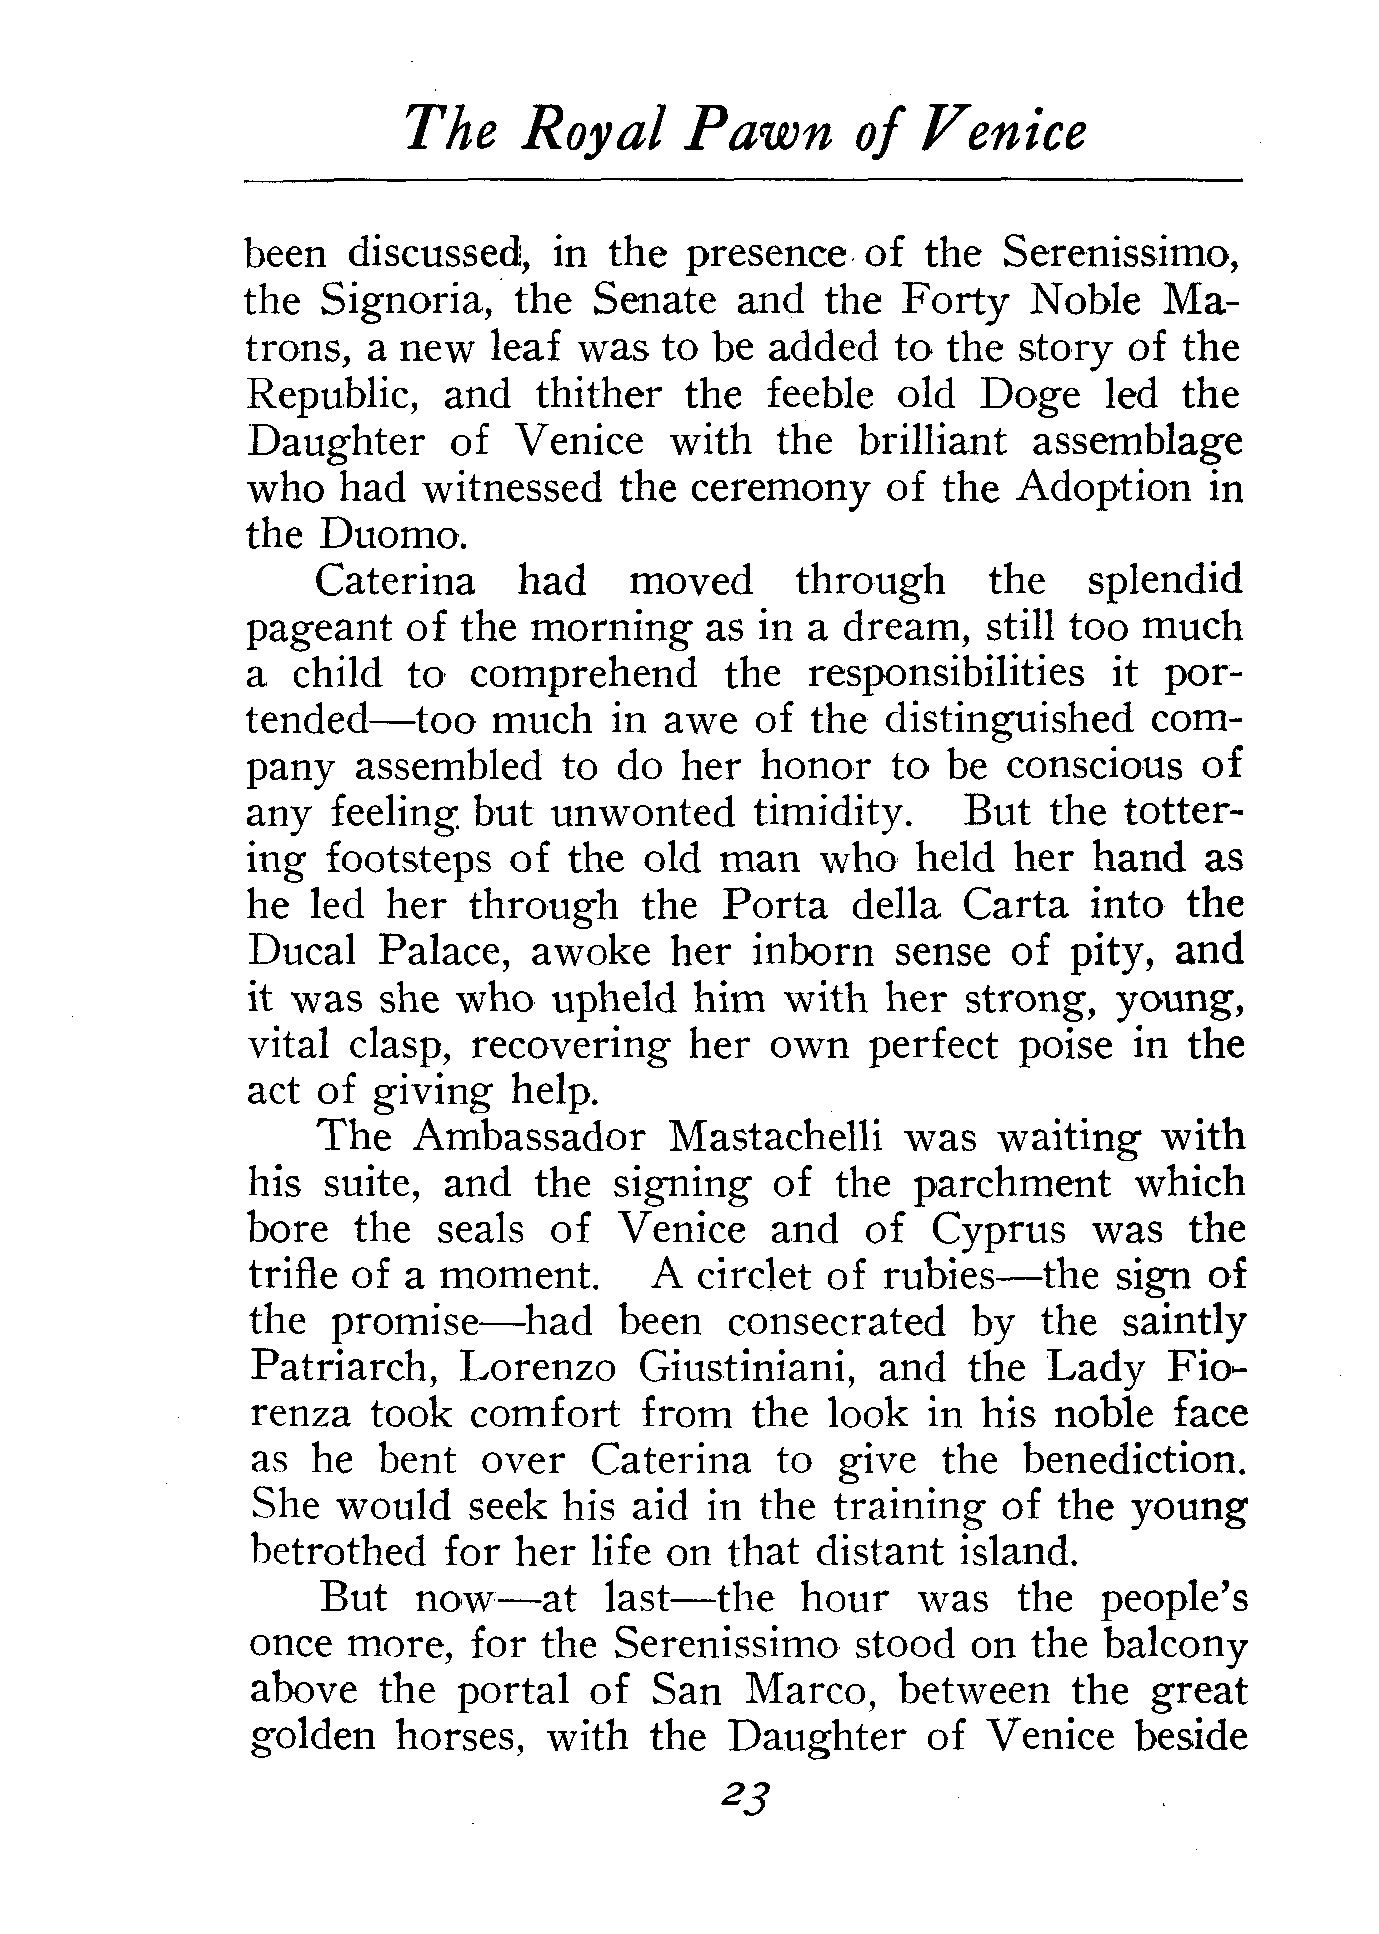 The Royal Pawn of Venice
been discussed, in the presence of the Serenissimo,
the Signoria, the Senate and the Forty Noble Ma-
trons, a new leaf was to be added to the story of the
Republic, and thither the feeble old Doge led the
Daughter of Venice with the brilliant assemblage
who had witnessed the ceremony of the Adoption in
the Duomo.
Caterina had moved through the splendid
pageant of the morning as in a dream, still too much
a child to comprehend the responsibilities it por-
tended—too much in awe of the distinguished com-
pany assembled to do her honor to be conscious of
any feeling but unwonted timidity. But the totter-
ing footsteps of the old man who held her hand as
he led her through the Porta della Carta into the
Ducal Palace, awoke her inborn sense of pity, and
it was she who upheld him with her strong, young,
vital clasp, recovering her own perfect poise in the
act of giving help.
The Ambassador Mastachelli was waiting with
his suite, and the signing of the parchment which
bore the seals of Venice and of Cyprus was the
trifle of a moment. A circlet of rubies—the sign of
the promise—had been consecrated by the saintly
Patriarch, Lorenzo Giustiniani, and the Lady Fio-
renza took comfort from the look in his noble face
as he bent over Caterina to give the benediction.
She would seek his aid in the training of the young
betrothed for her life on that distant island.
But now—at last—the hour was the people's
once more, for the Serenissimo stood on the balcony
above the portal of San Marco, between the great
golden horses, with the Daughter of Venice beside
23